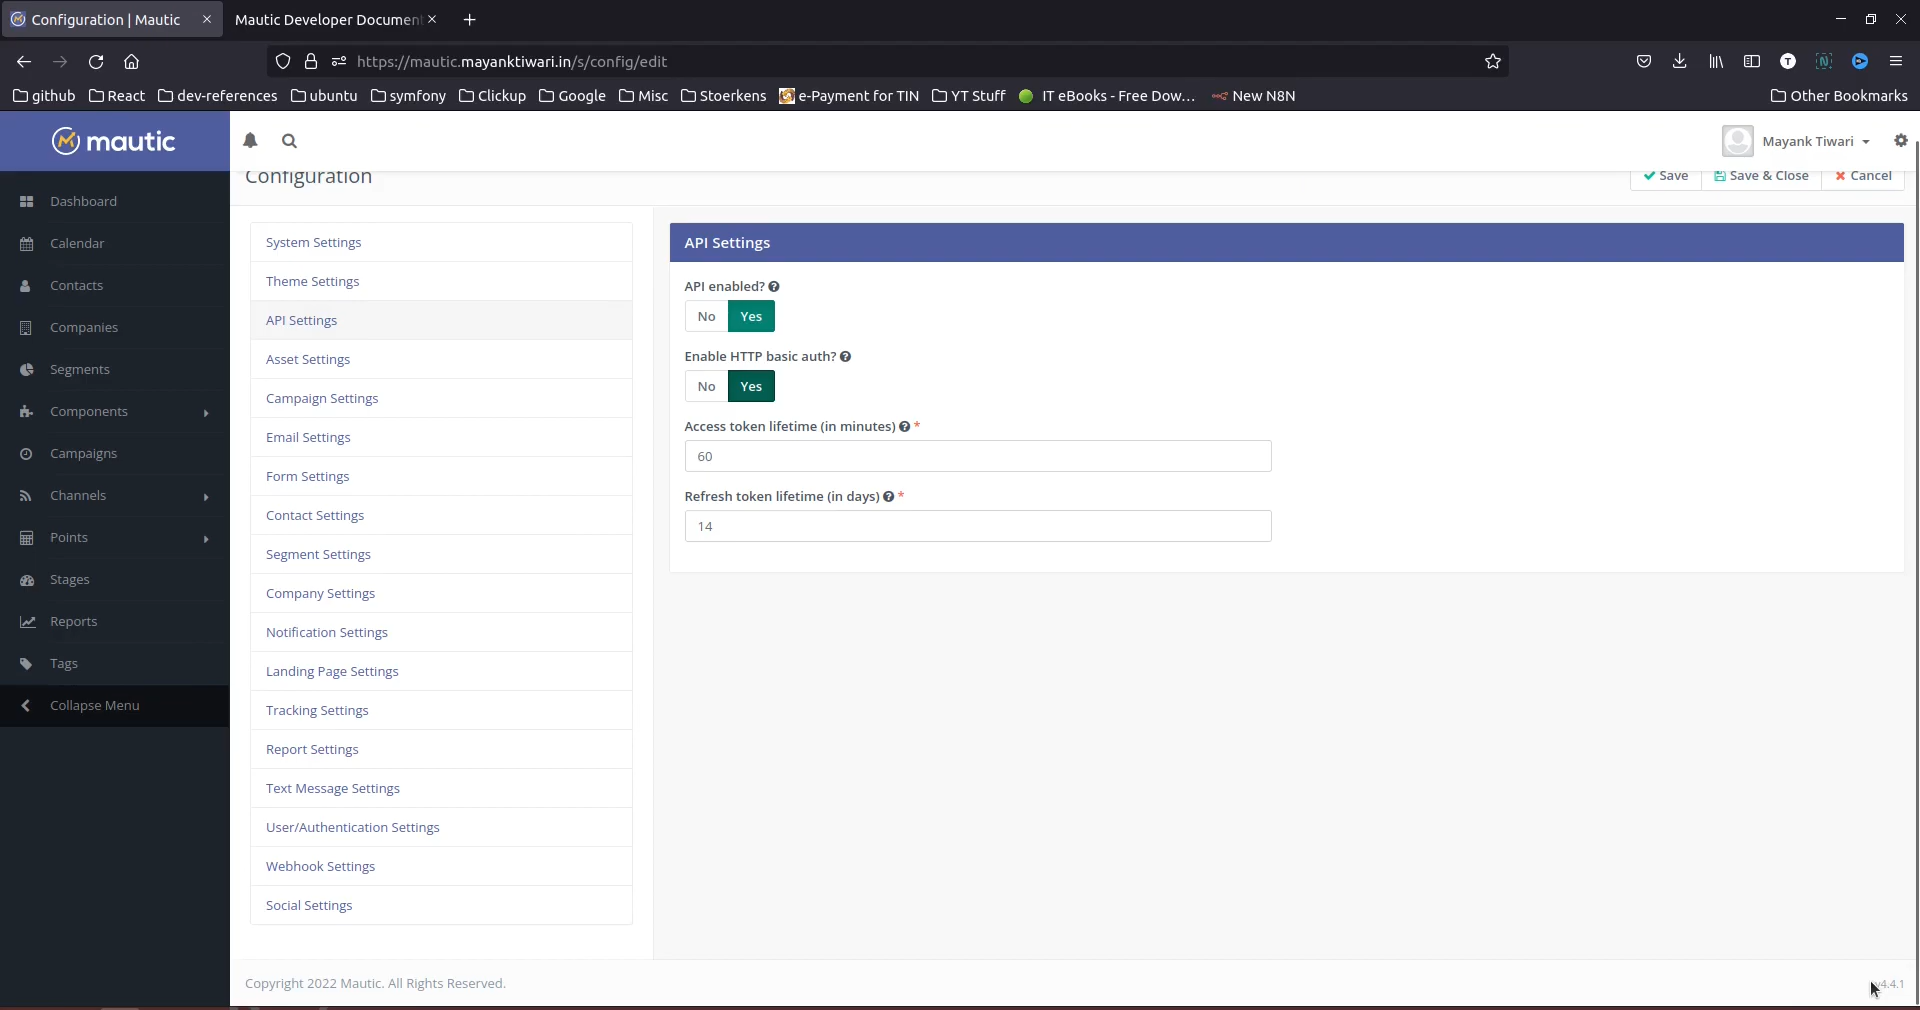 Configuration | Mautic
Mautic Developer Documen
https://mautic.mayanktiwari.in/s/config/edit
github React dev-references ubuntu symfony Clickup Google Misc Stoerkens e-Payment for TIN YT Stuff IT eBooks - Free Dow... New N8N Other Bookmarks
mautic
Mayank Tiwari
Configuration
Save Save & Close Cancel
Dashboard
Calendar
Contacts
Companies
Segments
Components
Campaigns
Channels
Points
Stages
Reports
Tags
Collapse Menu
System Settings
Theme Settings
API Settings
Asset Settings
Campaign Settings
Email Settings
Form Settings
Contact Settings
Segment Settings
Company Settings
Notification Settings
Landing Page Settings
Tracking Settings
Report Settings
Text Message Settings
User/Authentication Settings
Webhook Settings
Social Settings
API Settings
API enabled?
No Yes
Enable HTTP basic auth?
No Yes
Access token lifetime (in minutes) *
60
Refresh token lifetime (in days) *
14
Copyright 2022 Mautic. All Rights Reserved.
v4.4.1